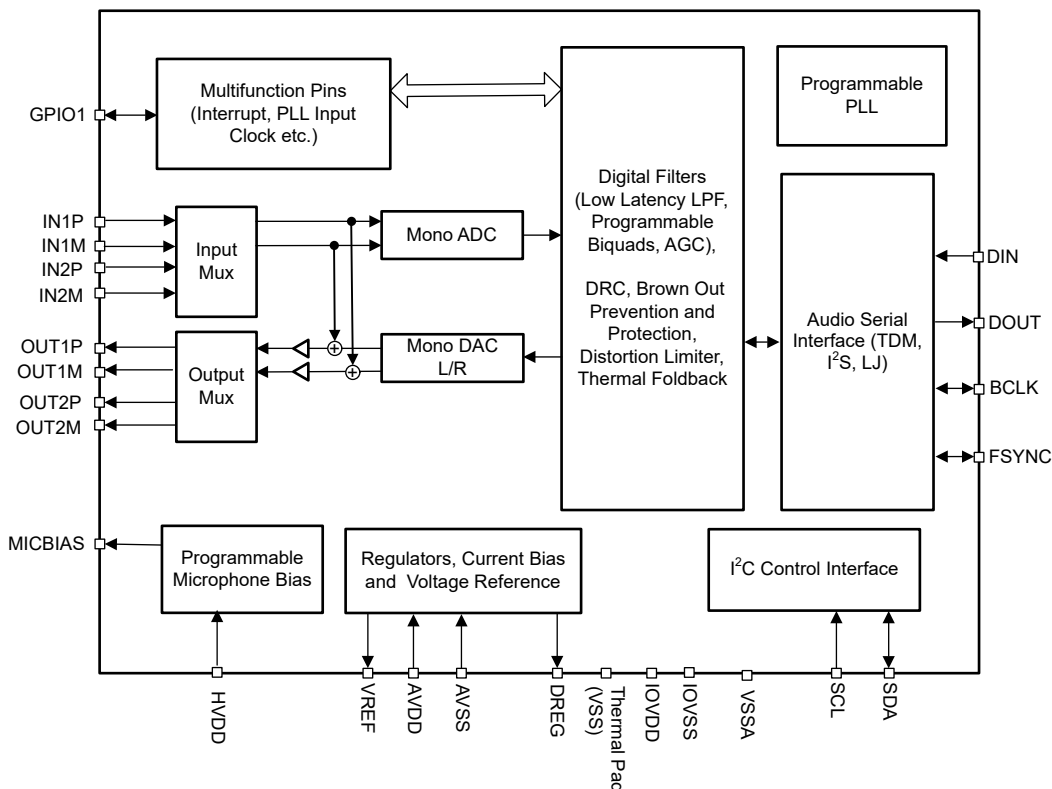 Multifunction Pins
(Interrupt, PLL Input
Clock etc.)
Programmable
PLL
GPIO1
Digital Filters
(Low Latency LPF,
Programmable
Biquads, AGC),
DRC, Brown Out
Prevention and
Protection,
Distortion Limiter,
Thermal Foldback
IN1P
IN1M
IN2P
IN2M
Input
Mux
Mono ADC
OUT1P
OUT1M
OUT2P
OUT2M
Output
Mux
Mono DAC
L/R
Audio Serial
Interface (TDM,
I²S, LJ)
DIN
DOUT
BCLK
FSYNC
MICBIAS
Programmable
Microphone Bias
Regulators, Current Bias
and Voltage Reference
I²C Control Interface
HVDD
VREF
AVDD
AVSS
DREG
Thermal Pad
(VSS)
IOVDD
IOVSS
VSSA
SCL
SDA